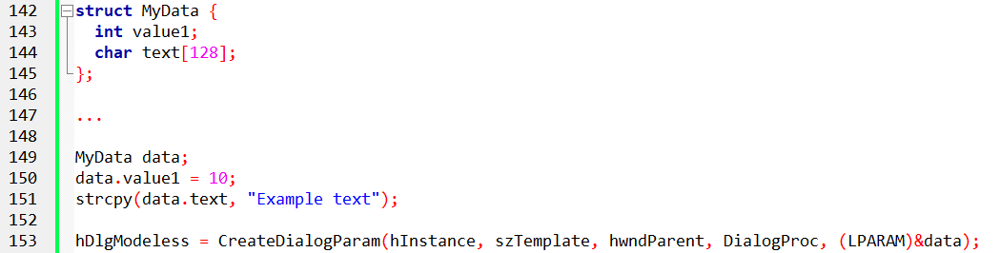 142 struct MyData {
143   int value1;
144   char text[128];
145 };
146
147 ...
148
149 MyData data;
150 data.value1 = 10;
151 strcpy(data.text, "Example text");
152
153 hDlgModeless = CreateDialogParam(hInstance, szTemplate, hwndParent, DialogProc, (LPARAM)&data);